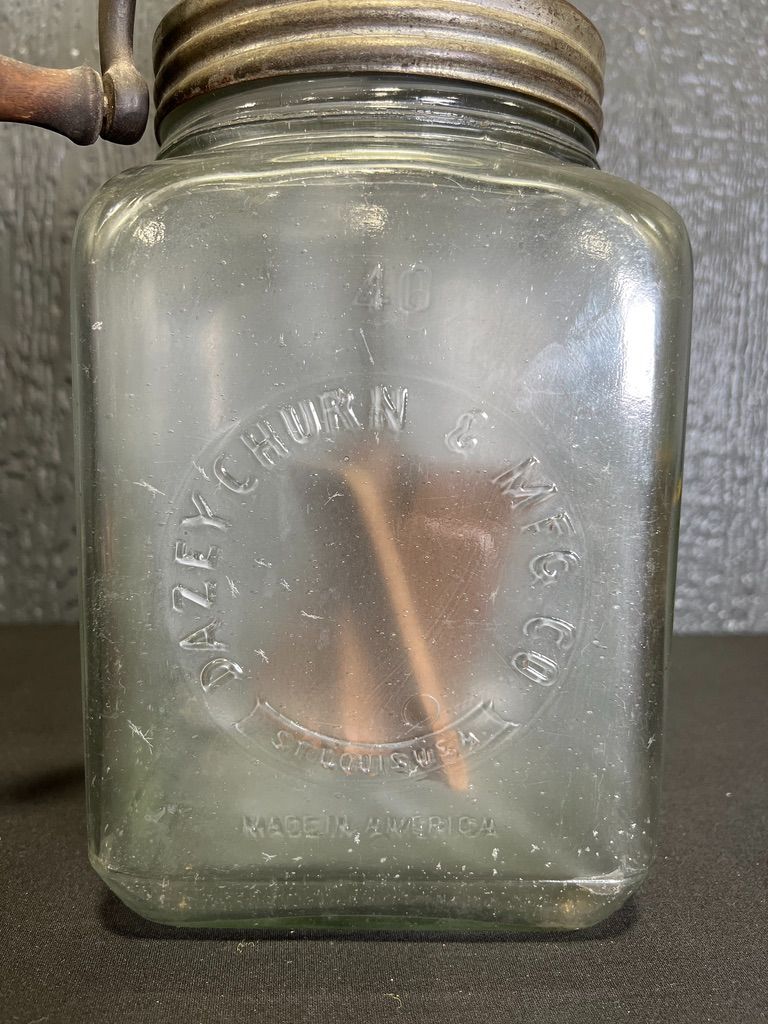 40
DAZEY CHURN & MFG CO
ST. LOUIS U.S.A.
MADE IN AMERICA